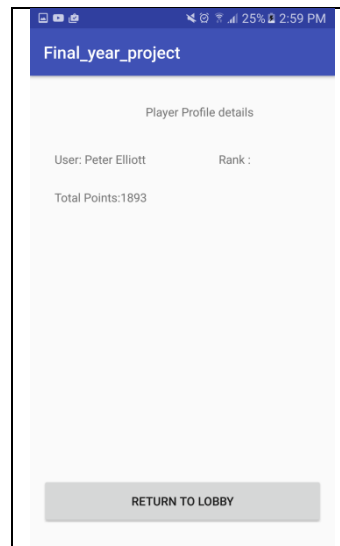 25% 2:59 PM
Final_year_project
Player Profile details
User: Peter Elliott Rank :
Total Points:1893
RETURN TO LOBBY